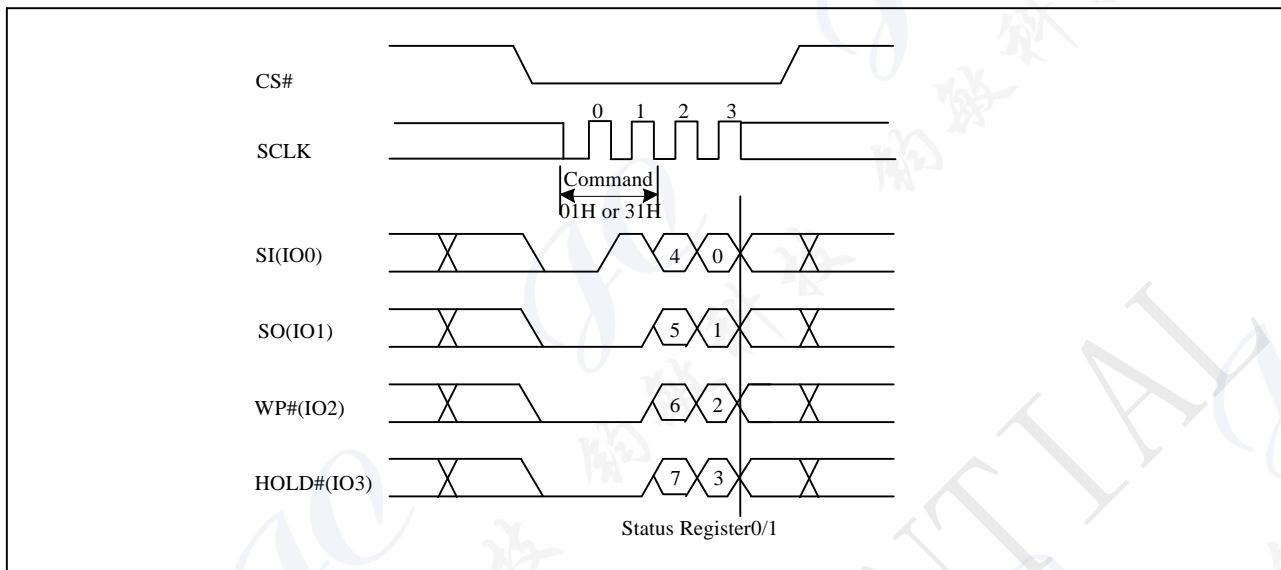 CS#
0 1 2 3
SCLK
Command
01H or 31H
SI(IO0)
4 0
SO(IO1)
5 1
WP#(IO2)
6 2
HOLD#(IO3)
7 3
Status Register0/1
NTIAL